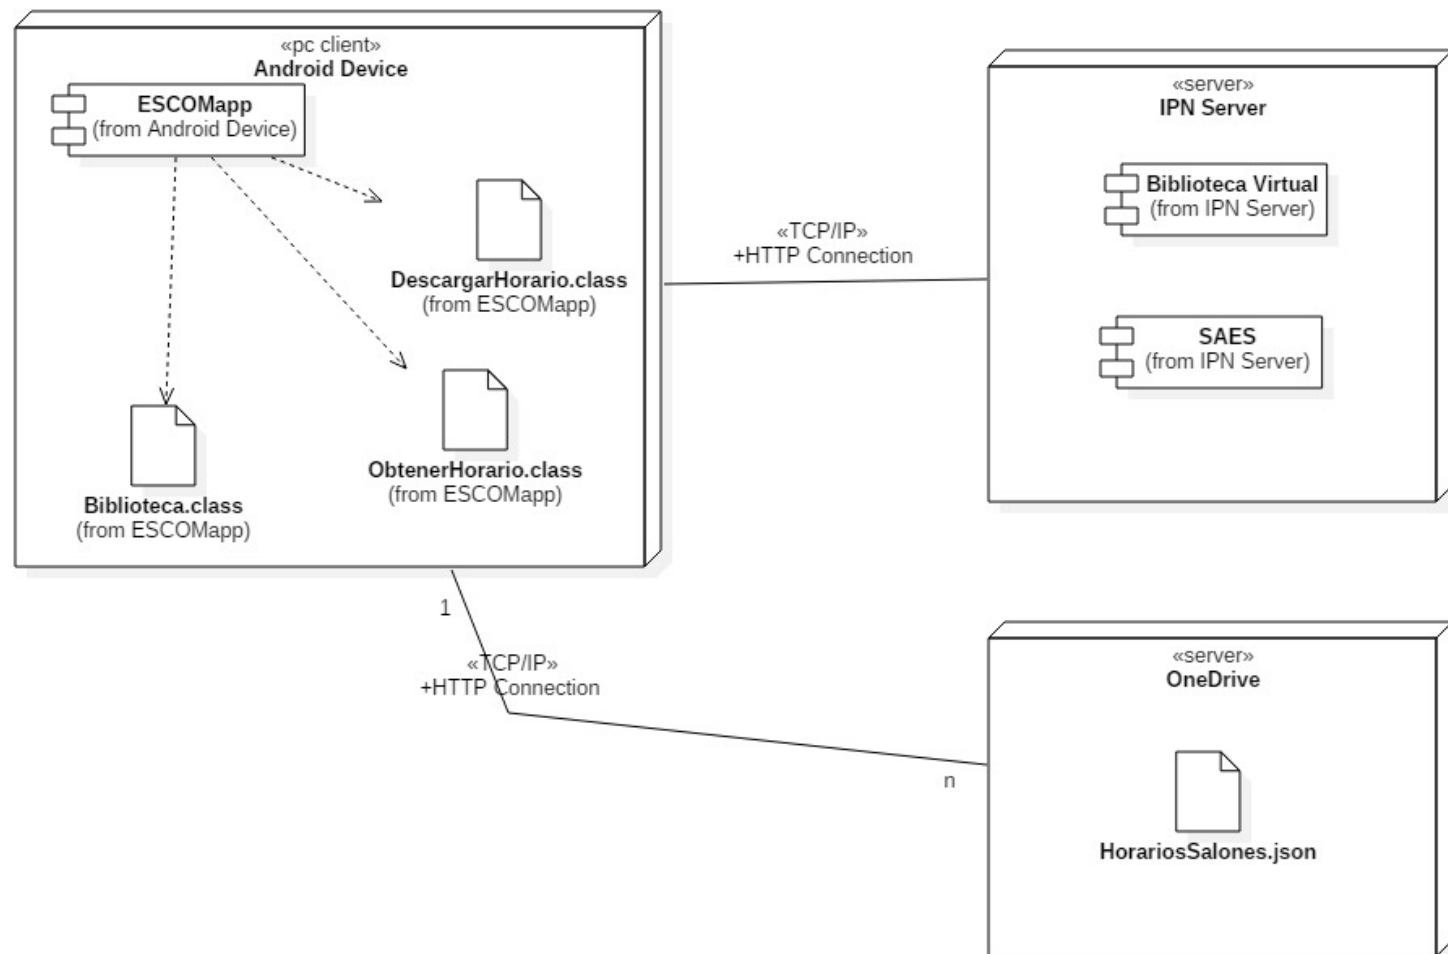 «pc client»
Android Device
ESCOMapp
(from Android Device)
DescargarHorario.class
(from ESCOMapp)
ObtenerHorario.class
(from ESCOMapp)
Biblioteca.class
(from ESCOMapp)
«TCP/IP»
+HTTP Connection
«server»
IPN Server
Biblioteca Virtual
(from IPN Server)
SAES
(from IPN Server)
1
«TCP/IP»
+HTTP Connection
n
«server»
OneDrive
HorariosSalones.json